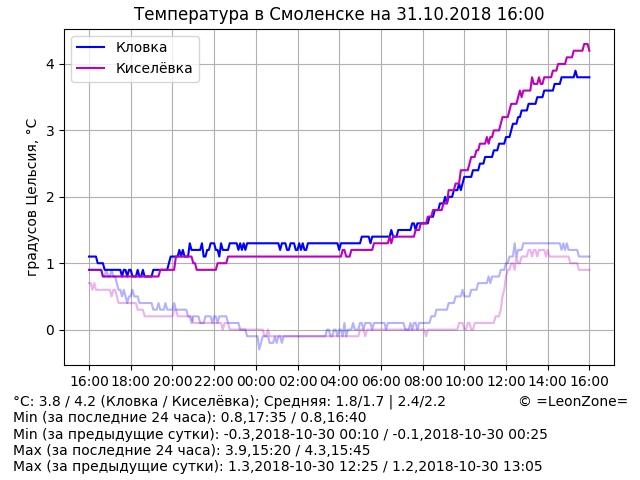 Температура в Смоленске на 31.10.2018 16:00
Кловка
Киселёвка
градусов Цельсия, °C
4
3
2
1
0
16:00 18:00 20:00 22:00 00:00 02:00 04:00 06:00 08:00 10:00 12:00 14:00 16:00
°C: 3.8 / 4.2 (Кловка / Киселёвка); Средняя: 1.8/1.7 | 2.4/2.2 © =LeonZone=
Min (за последние 24 часа): 0.8,17:35 / 0.8,16:40
Min (за предыдущие сутки): -0.3,2018-10-30 00:10 / -0.1,2018-10-30 00:25
Max (за последние 24 часа): 3.9,15:20 / 4.3,15:45
Max (за предыдущие сутки): 1.3,2018-10-30 12:25 / 1.2,2018-10-30 13:05